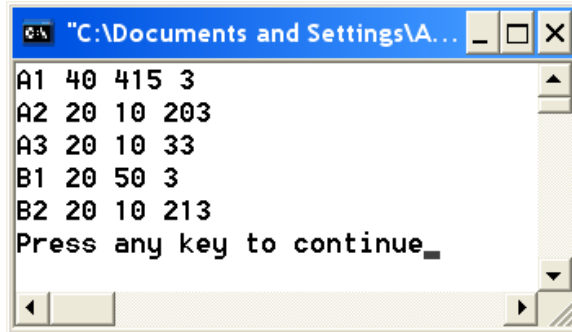 "C:\Documents and Settings\A...
A1 40 415 3
A2 20 10 203
A3 20 10 33
B1 20 50 3
B2 20 10 213
Press any key to continue_